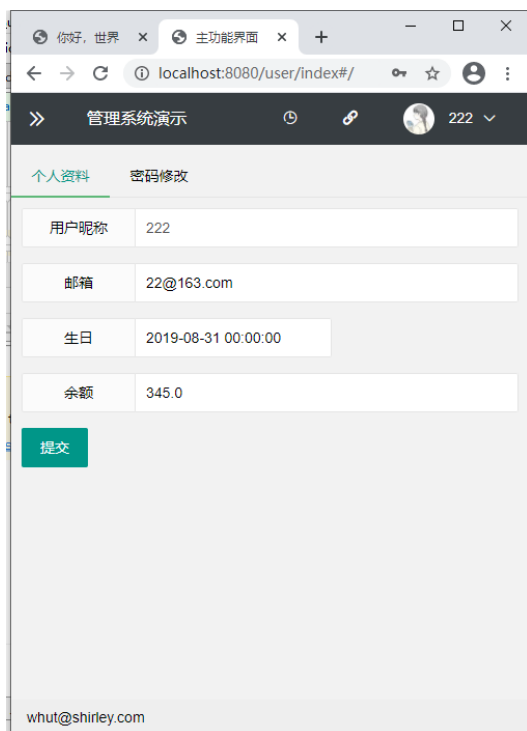 你好，世界
主功能界面
localhost:8080/user/index#/
管理系统演示
222
个人资料 密码修改
用户昵称 222
邮箱 22@163.com
生日 2019-08-31 00:00:00
余额 345.0
提交
whut@shirley.com